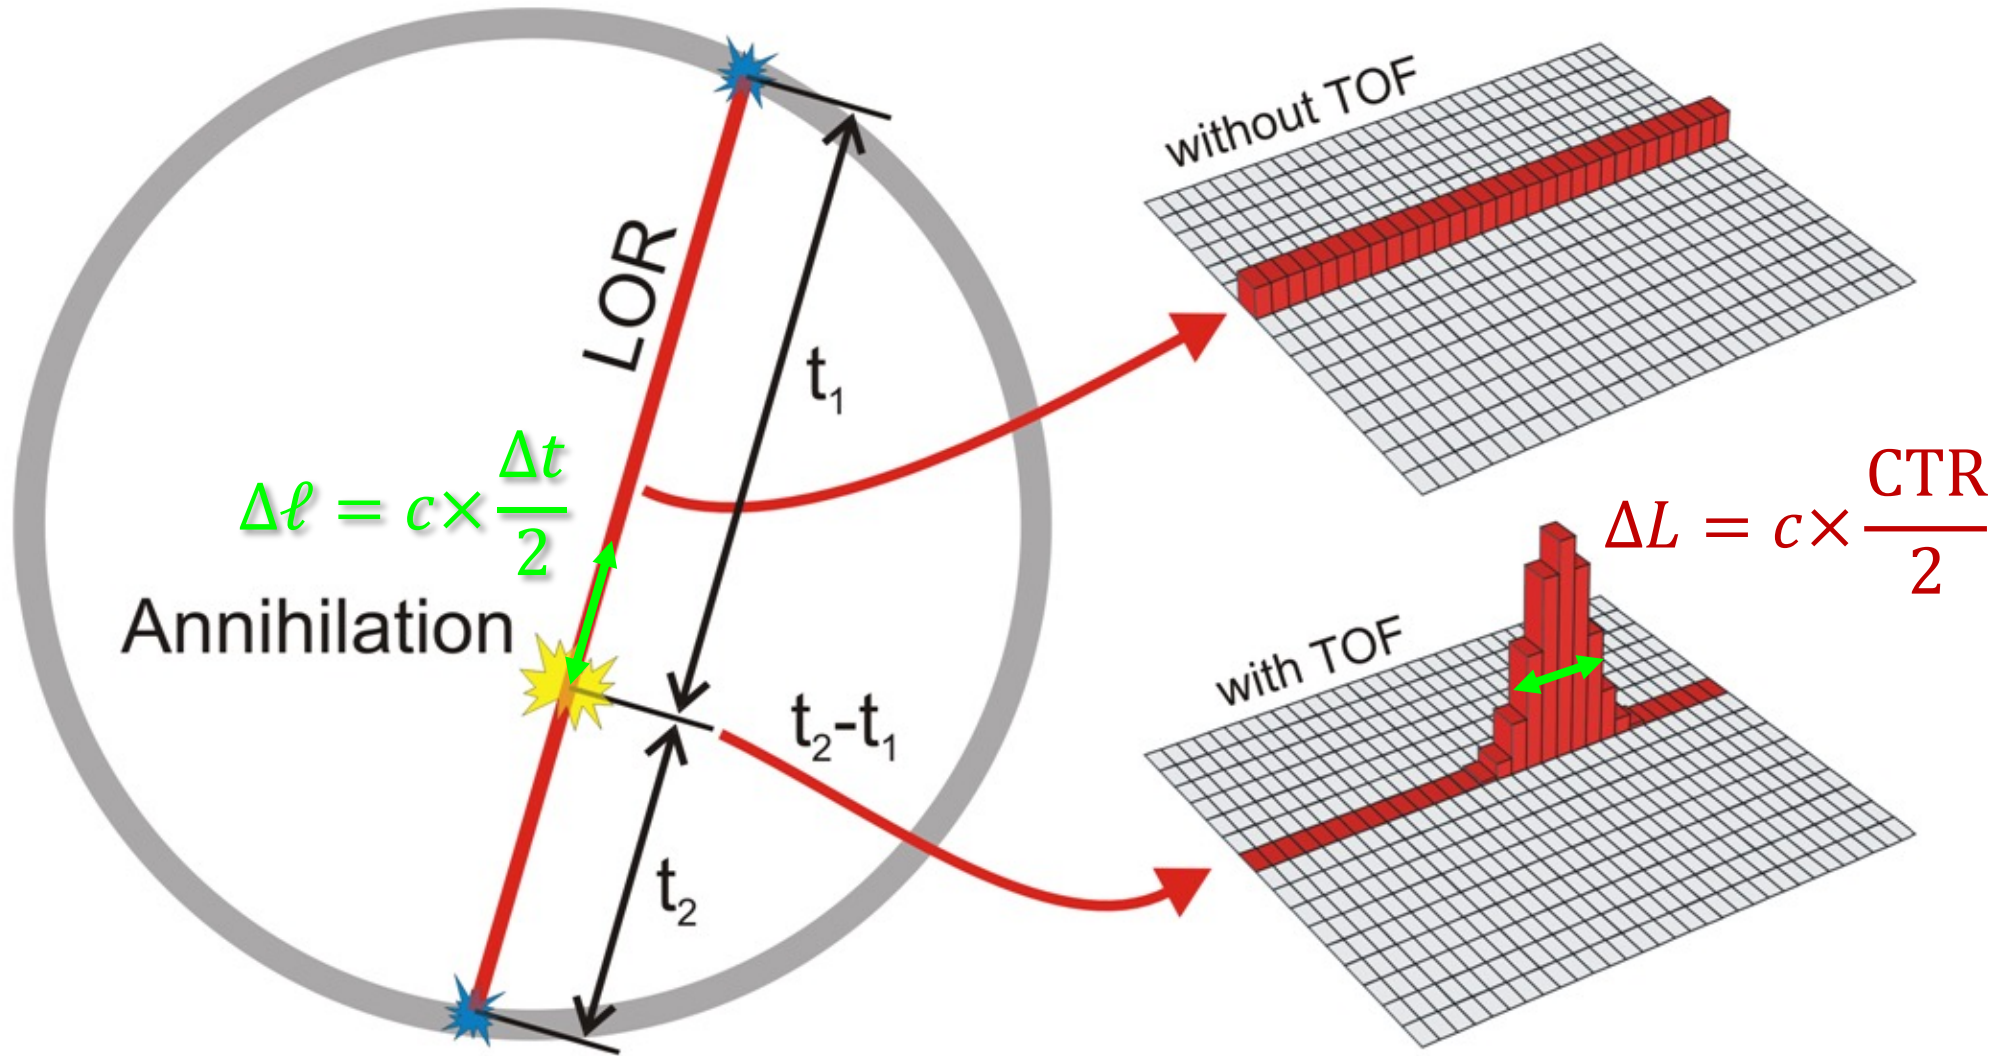 without TOF
LOR
t₁
Δℓ = c × Δt/2
ΔL = c × CTR/2
Annihilation
with TOF
t₂-t₁
t₂